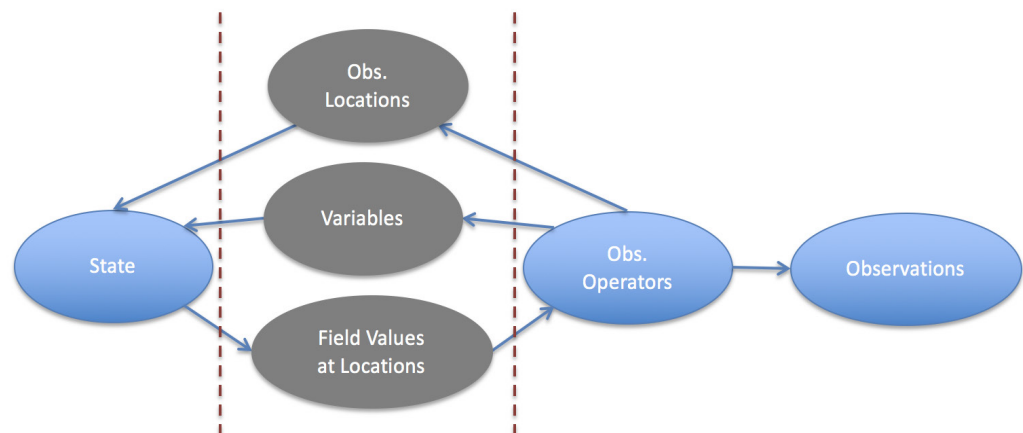 Obs.
Locations
Variables
State
Obs.
Operators
Observations
Field Values
at Locations